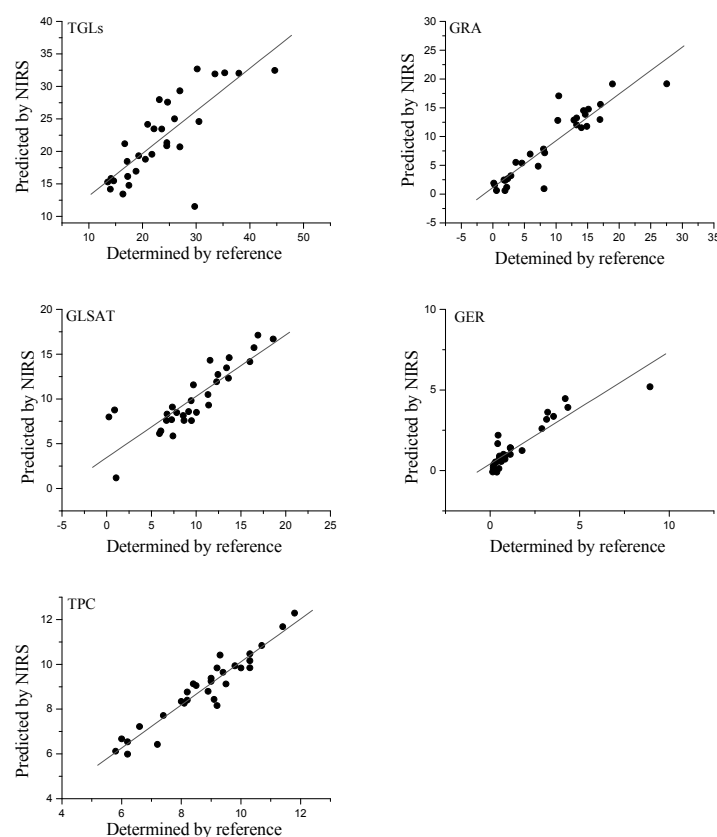 TGLs
40
35
30
25
20
15
10
Predicted by NIRS
10 20 30 40 50
Determined by reference
GRA
30
25
20
15
10
5
0
-5
Predicted by NIRS
-5 0 5 10 15 20 25 30 35
Determined by reference
GLSAT
20
15
10
5
0
Predicted by NIRS
-5 0 5 10 15 20 25
Determined by reference
GER
10
5
0
Predicted by NIRS
0 5 10
Determined by reference
TPC
12
10
8
6
4
Predicted by NIRS
4 6 8 10 12
Determined by reference